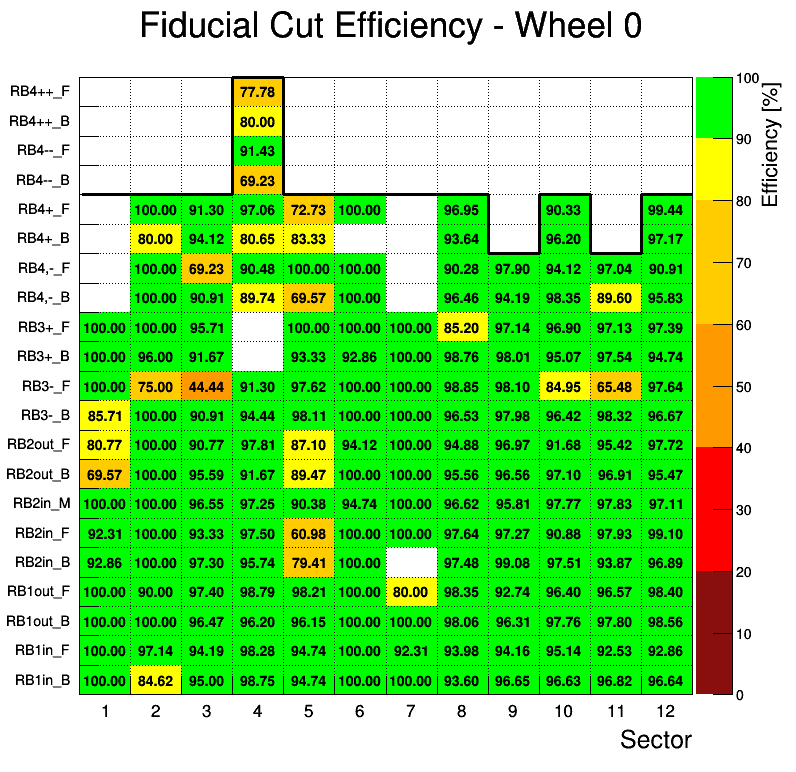 Fiducial Cut Efficiency - Wheel 0
RB4++_F 77.78
RB4++_B 80.00
RB4--_F 91.43
RB4--_B 69.23
RB4+_F 100.00 91.30 97.06 72.73 100.00 96.95 90.33 99.44
RB4+_B 80.00 94.12 80.65 83.33 93.64 96.20 97.17
RB4,-_F 100.00 69.23 90.48 100.00 100.00 90.28 97.90 94.12 97.04 90.91
RB4,-_B 100.00 90.91 89.74 69.57 100.00 96.46 94.19 98.35 89.60 95.83
RB3+_F 100.00 100.00 95.71 100.00 100.00 100.00 85.20 97.14 96.90 97.13 97.39
RB3+_B 100.00 96.00 91.67 93.33 92.86 100.00 98.76 98.01 95.07 97.54 94.74
RB3-_F 100.00 75.00 44.44 91.30 97.62 100.00 100.00 98.85 98.10 84.95 65.48 97.64
RB3-_B 85.71 100.00 90.91 94.44 98.11 100.00 100.00 96.53 97.98 96.42 98.32 96.67
RB2out_F 80.77 100.00 90.77 97.81 87.10 94.12 100.00 94.88 96.97 91.68 95.42 97.72
RB2out_B 69.57 100.00 95.59 91.67 89.47 100.00 100.00 95.56 96.56 97.10 96.91 95.47
RB2in_M 100.00 100.00 96.55 97.25 90.38 94.74 100.00 96.62 95.81 97.77 97.83 97.11
RB2in_F 92.31 100.00 93.33 97.50 60.98 100.00 100.00 97.64 97.27 90.88 97.93 99.10
RB2in_B 92.86 100.00 97.30 95.74 79.41 100.00 97.48 99.08 97.51 93.87 96.89
RB1out_F 100.00 90.00 97.40 98.79 98.21 100.00 80.00 98.35 92.74 96.40 96.57 98.40
RB1out_B 100.00 100.00 96.47 96.20 96.15 100.00 100.00 98.06 96.31 97.76 97.80 98.56
RB1in_F 100.00 97.14 94.19 98.28 94.74 100.00 92.31 93.98 94.16 95.14 92.53 92.86
RB1in_B 100.00 84.62 95.00 98.75 94.74 100.00 100.00 93.60 96.65 96.63 96.82 96.64
1 2 3 4 5 6 7 8 9 10 11 12
Sector
100
90
80
70
60
50
40
30
20
10
0
Efficiency [%]